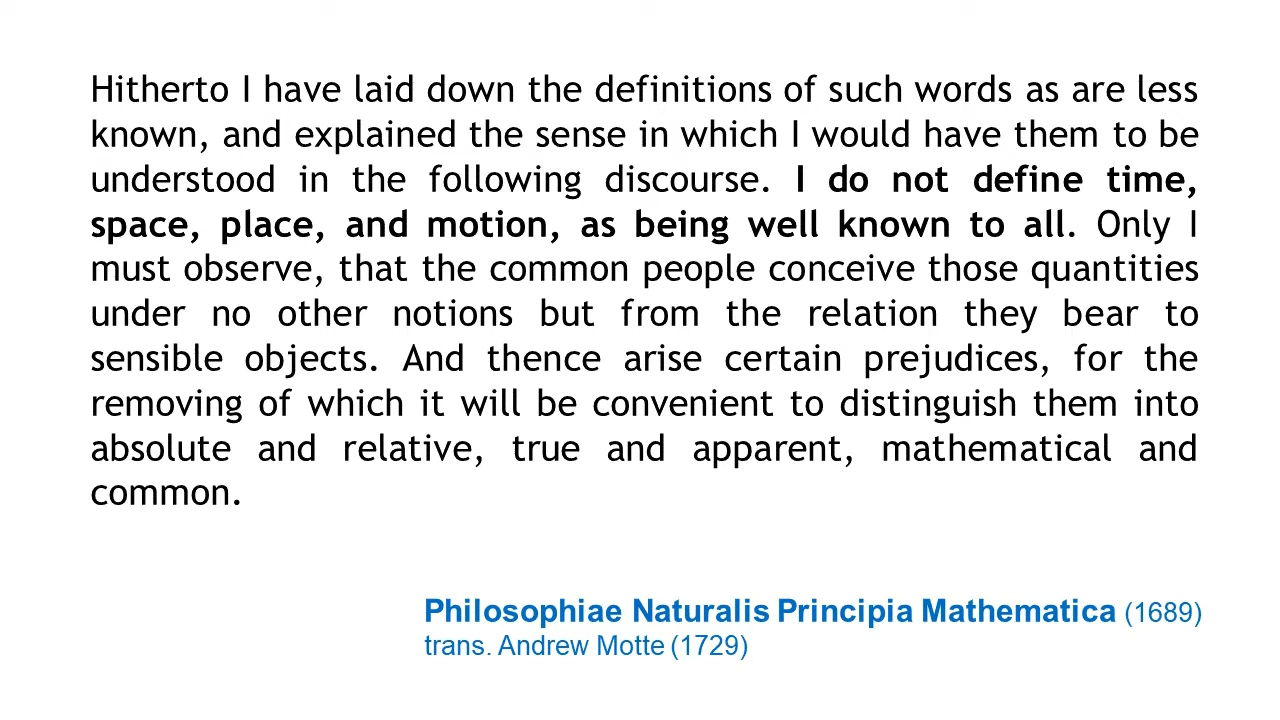 Hitherto I have laid down the definitions of such words as are less
known, and explained the sense in which I would have them to be
understood in the following discourse. I do not define time,
space, place, and motion, as being well known to all. Only I
must observe, that the common people conceive those quantities
under no other notions but from the relation they bear to
sensible objects. And thence arise certain prejudices, for the
removing of which it will be convenient to distinguish them into
absolute and relative, true and apparent, mathematical and
common.
Philosophiae Naturalis Principia Mathematica (1689)
trans. Andrew Motte (1729)